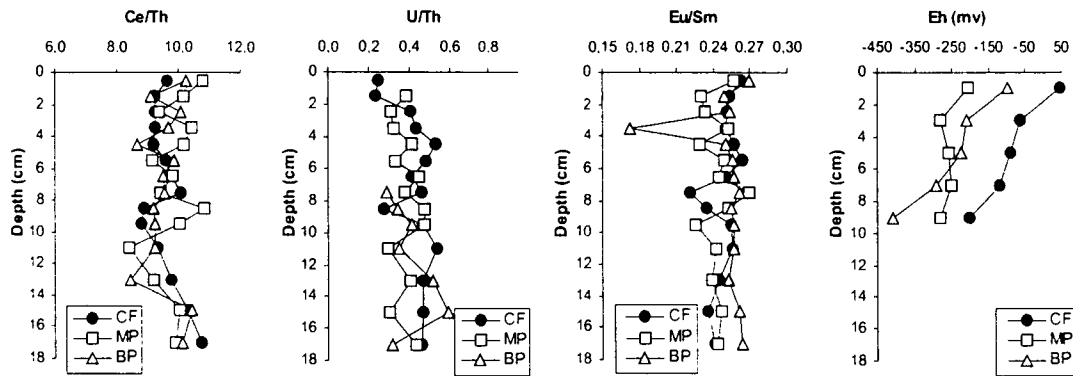 Ce/Th
6,0 8,0 10,0 12,0
Depth (cm)
0
2
4
6
8
10
12
14
16
18
CF
MP
BP
U/Th
0,0 0,2 0,4 0,6 0,8
Depth (cm)
0
2
4
6
8
10
12
14
16
18
CF
MP
BP
Eu/Sm
0,15 0,18 0,21 0,24 0,27 0,30
Depth (cm)
0
2
4
6
8
10
12
14
16
18
CF
MP
BP
Eh (mv)
-450 -350 -250 -150 -50 50
Depth (cm)
0
2
4
6
8
10
12
14
16
18
CF
MP
BP